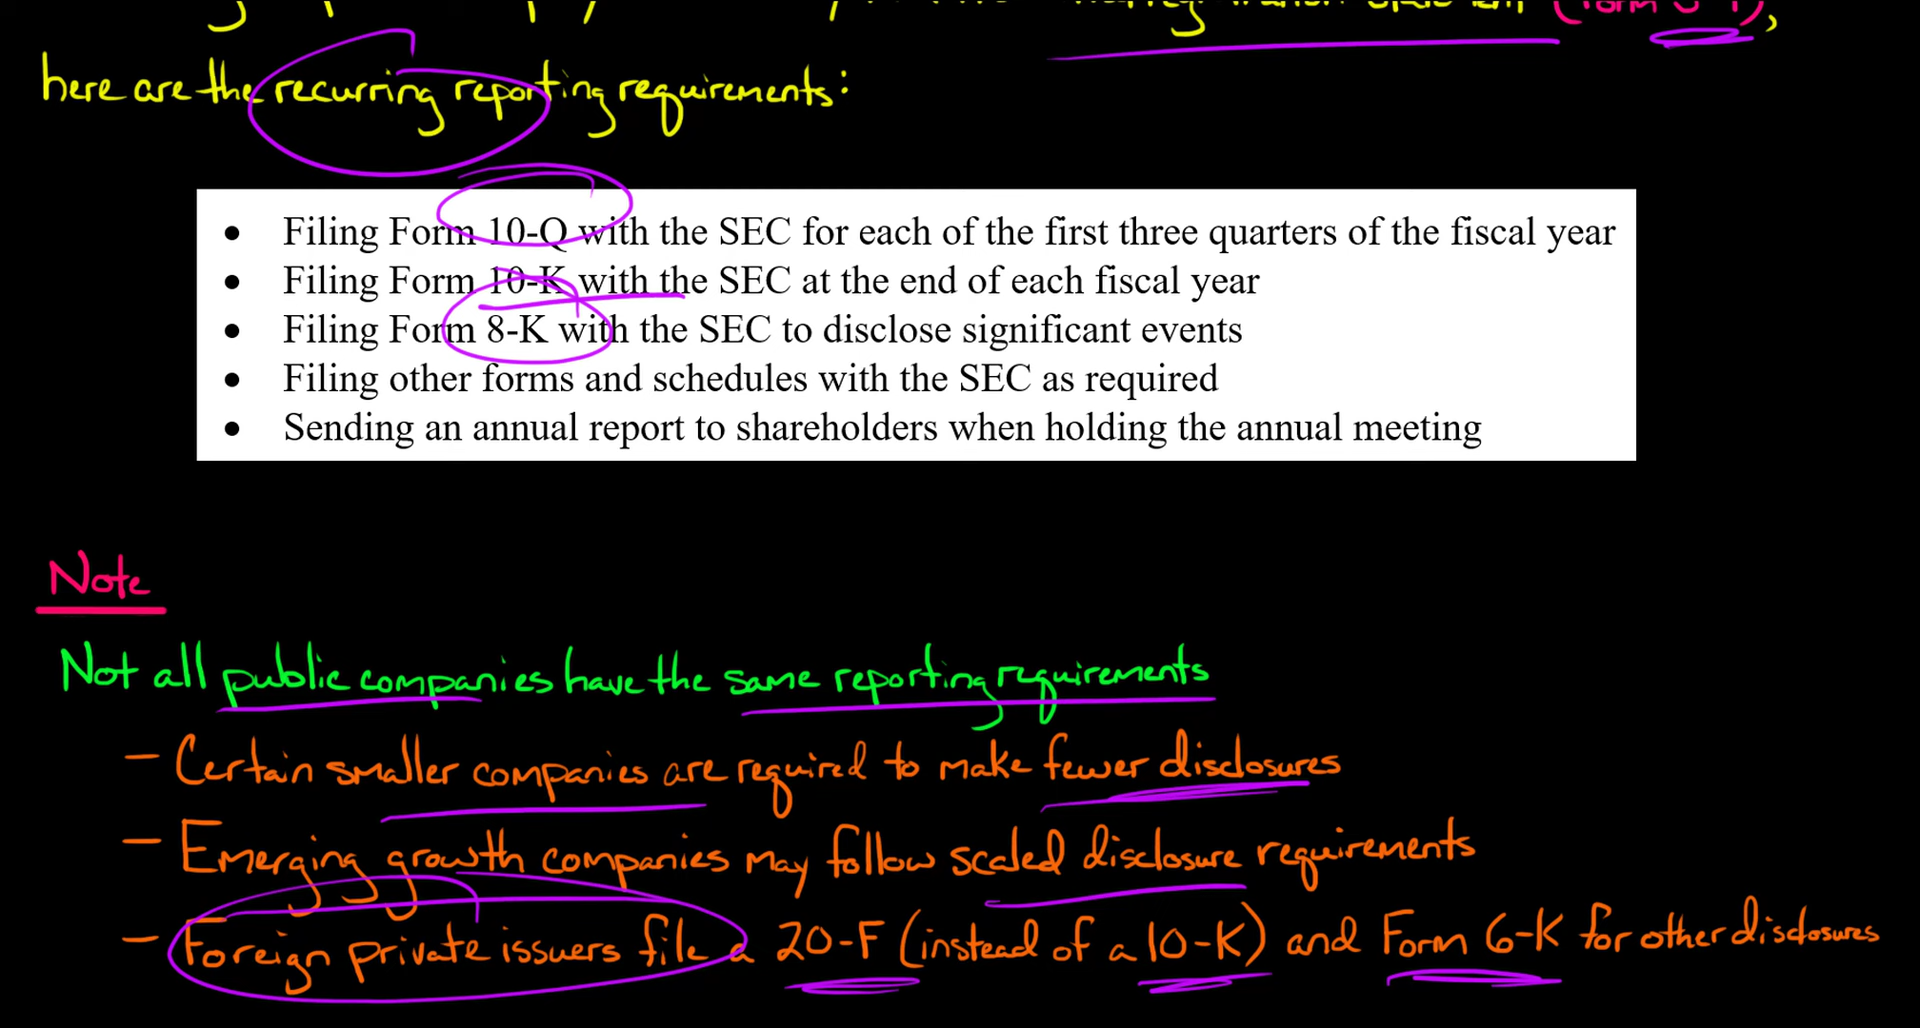 registration statement (Form S-1),
here are the recurring reporting requirements:
• Filing Form 10-Q with the SEC for each of the first three quarters of the fiscal year
• Filing Form 10-K with the SEC at the end of each fiscal year
• Filing Form 8-K with the SEC to disclose significant events
• Filing other forms and schedules with the SEC as required
• Sending an annual report to shareholders when holding the annual meeting
Note
Not all public companies have the same reporting requirements
- Certain smaller companies are required to make fewer disclosures
- Emerging growth companies may follow scaled disclosure requirements
- Foreign private issuers file a 20-F (instead of a 10-K) and Form 6-K for other disclosures